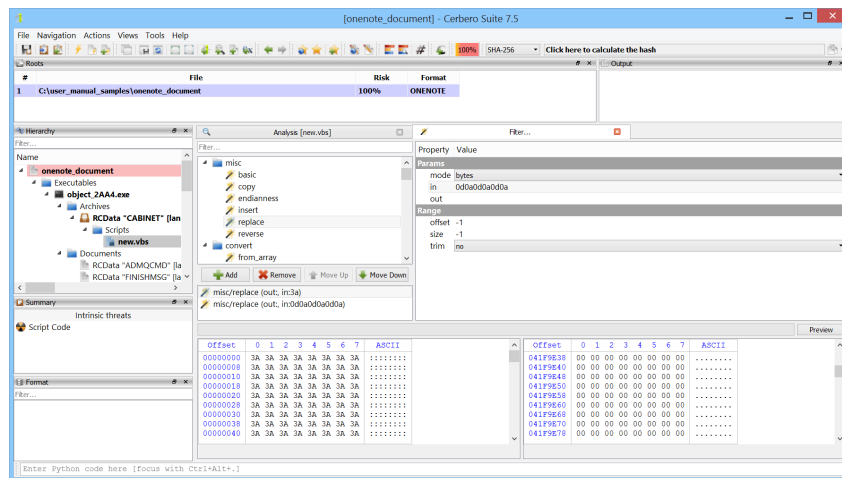 [onenote_document] - Cerbero Suite 7.5
File Navigation Actions Views Tools Help
100% SHA-256 Click here to calculate the hash
Roots
Output
# File Risk Format
1 C:\user_manual_samples\onenote_document 100% ONENOTE
Hierarchy
Filter...
Name
onenote_document
Executables
object_2AA4.exe
Archives
RCData "CABINET" [lan
Scripts
new.vbs
Documents
RCData "ADMQCMD" [la
RCData "FINISHMSG" [la
Summary
Intrinsic threats
Script Code
Format
Filter...
Analysis [new.vbs]
Filter...
misc
basic
copy
endianness
insert
replace
reverse
convert
from_array
Add Remove Move Up Move Down
misc/replace (out:, in:3a)
misc/replace (out:, in:0d0a0d0a0d0a)
Filter...
Property Value
Params
mode bytes
in 0d0a0d0a0d0a
out
Range
offset -1
size -1
trim no
Preview
Offset 0 1 2 3 4 5 6 7 ASCII
00000000 3A 3A 3A 3A 3A 3A 3A 3A ::::::::
00000008 3A 3A 3A 3A 3A 3A 3A 3A ::::::::
00000010 3A 3A 3A 3A 3A 3A 3A 3A ::::::::
00000018 3A 3A 3A 3A 3A 3A 3A 3A ::::::::
00000020 3A 3A 3A 3A 3A 3A 3A 3A ::::::::
00000028 3A 3A 3A 3A 3A 3A 3A 3A ::::::::
00000030 3A 3A 3A 3A 3A 3A 3A 3A ::::::::
00000038 3A 3A 3A 3A 3A 3A 3A 3A ::::::::
00000040 3A 3A 3A 3A 3A 3A 3A 3A ::::::::
Offset 0 1 2 3 4 5 6 7 ASCII
041F9E38 00 00 00 00 00 00 00 00 ........
041F9E40 00 00 00 00 00 00 00 00 ........
041F9E48 00 00 00 00 00 00 00 00 ........
041F9E50 00 00 00 00 00 00 00 00 ........
041F9E58 00 00 00 00 00 00 00 00 ........
041F9E60 00 00 00 00 00 00 00 00 ........
041F9E68 00 00 00 00 00 00 00 00 ........
041F9E70 00 00 00 00 00 00 00 00 ........
041F9E78 00 00 00 00 00 00 00 00 ........
Enter Python code here [focus with Ctrl+Alt+.]